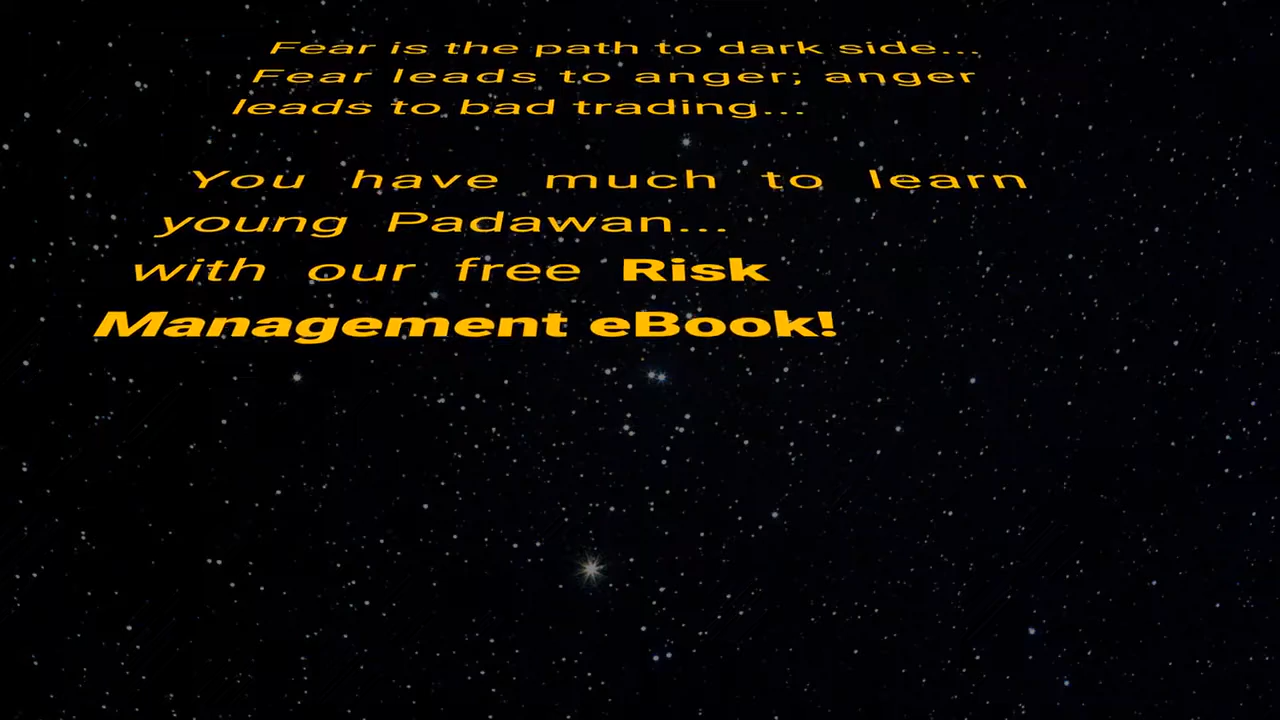 Fear is the path to dark side...
Fear leads to anger; anger
leads to bad trading...
You have much to learn
young Padawan...
with our free Risk
Management eBook!